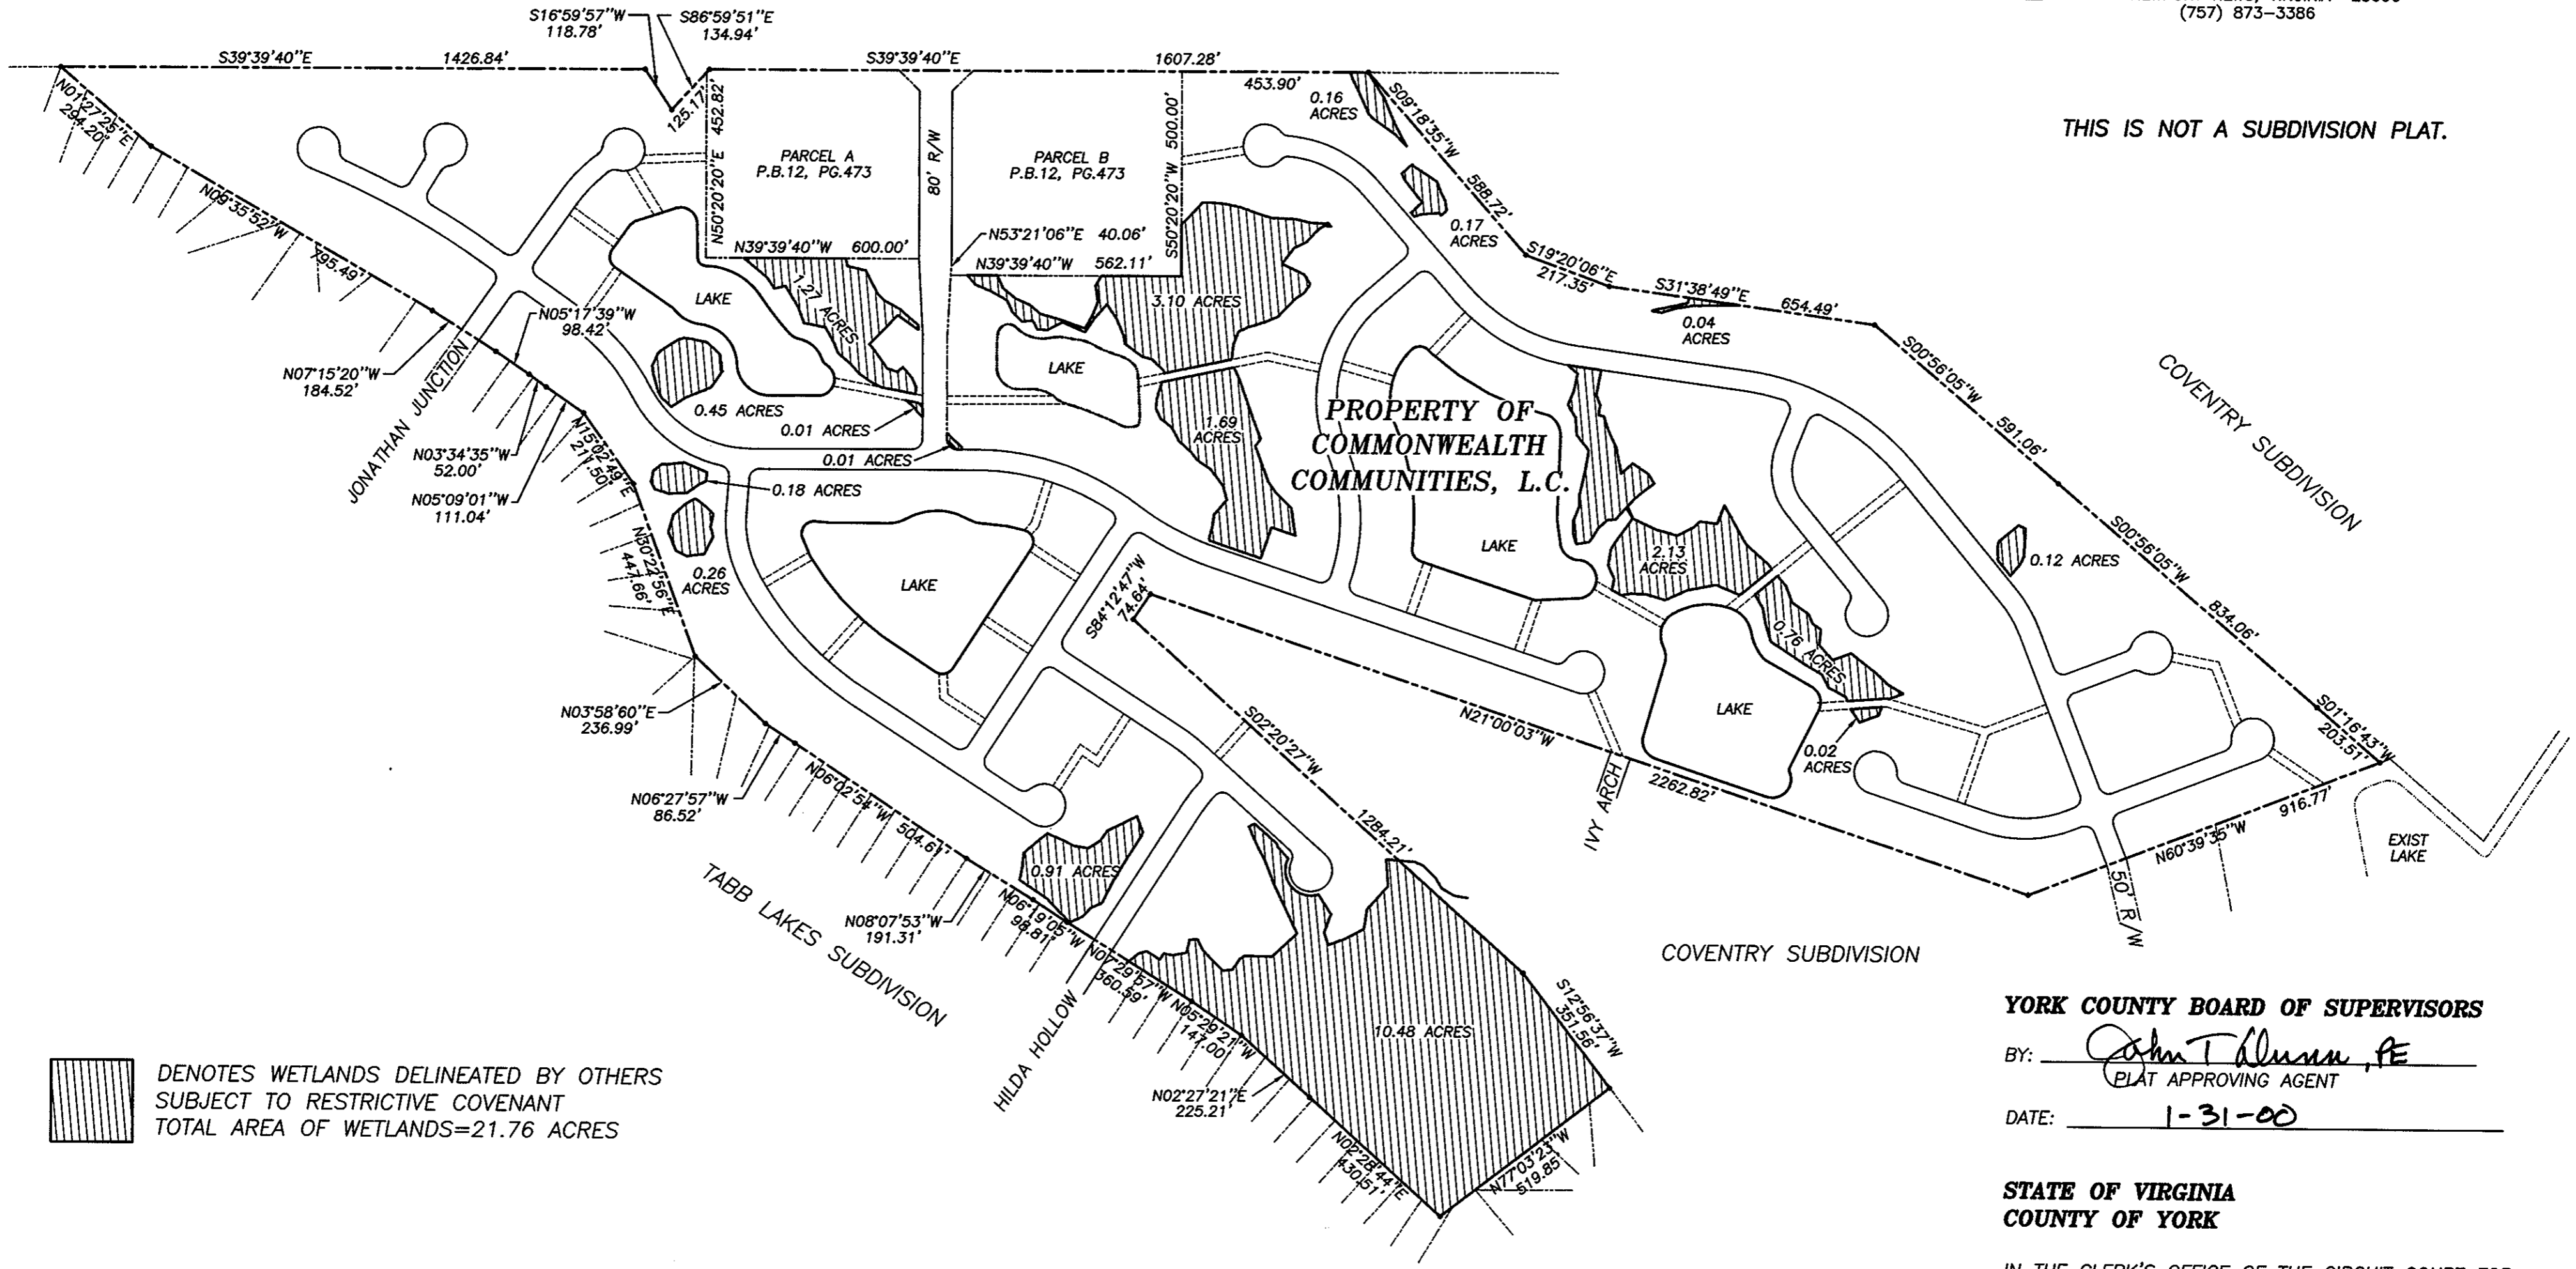 (757) 873-3386
THIS IS NOT A SUBDIVISION PLAT.
S16°59'57"W
118.78'
S86°59'51"E
134.94'
S39°39'40"E 1426.84'
S39°39'40"E 1607.28'
453.90'
125.17'
N50°20'20"E 452.82'
PARCEL A
P.B.12, PG.473
80' R/W
PARCEL B
P.B.12, PG.473
S50°20'20"W 500.00'
0.16
ACRES
S09°18'35"W
588.72'
0.17
ACRES
N01°27'25"E
294.20'
N09°35'52"W
795.49'
N39°39'40"W 600.00'
N53°21'06"E 40.06'
N39°39'40"W 562.11'
S19°20'06"E
217.35'
S31°38'49"E 654.49'
0.04
ACRES
LAKE
1.27 ACRES
3.10 ACRES
N05°17'39"W
98.42'
N07°15'20"W
184.52'
JONATHAN JUNCTION
LAKE
0.45 ACRES
0.01 ACRES
0.01 ACRES
1.69
ACRES
PROPERTY OF
COMMONWEALTH
COMMUNITIES, L.C.
S00°56'05"W
591.06'
COVENTRY SUBDIVISION
N03°34'35"W
52.00'
N05°09'01"W
111.04'
N15°02'49"E
211.50'
0.18 ACRES
N30°22'56"E
447.66'
0.26
ACRES
LAKE
LAKE
2.13
ACRES
S00°56'05"W
834.06'
0.12 ACRES
S84°12'47"W
74.64'
0.76 ACRES
LAKE
0.02
ACRES
S01°16'43"W
203.51'
N03°58'60"E
236.99'
N06°27'57"W
86.52'
N06°02'54"W 504.61'
S02°20'27"W
1284.21'
N21°00'03"W
2262.82'
IVY ARCH
N60°39'35"W
916.77'
50' R/W
EXIST
LAKE
0.91 ACRES
TABB LAKES SUBDIVISION
N08°07'53"W
191.31'
N06°19'05"W
98.81'
N07°29'57"W
360.59'
N05°29'21"W
147.00'
HILDA HOLLOW
N02°27'21"E
225.21'
10.48 ACRES
S12°56'37"W
351.56'
N02°28'44"E
430.51'
N77°03'23"W
519.85'
COVENTRY SUBDIVISION
DENOTES WETLANDS DELINEATED BY OTHERS
SUBJECT TO RESTRICTIVE COVENANT
TOTAL AREA OF WETLANDS=21.76 ACRES
YORK COUNTY BOARD OF SUPERVISORS
BY: John T Dunn, PE
PLAT APPROVING AGENT
DATE: 1-31-00
STATE OF VIRGINIA
COUNTY OF YORK